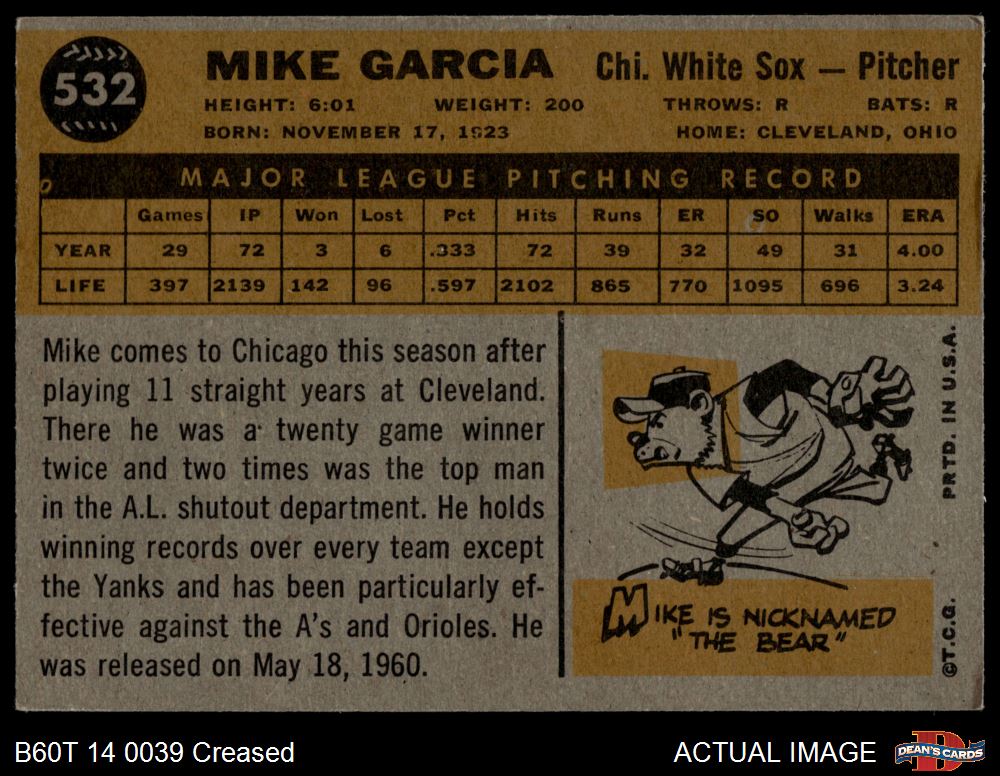 532
MIKE GARCIA Chi. White Sox — Pitcher
HEIGHT: 6:01 WEIGHT: 200 THROWS: R BATS: R
BORN: NOVEMBER 17, 1923 HOME: CLEVELAND, OHIO
MAJOR LEAGUE PITCHING RECORD
Games IP Won Lost Pct Hits Runs ER SO Walks ERA
YEAR 29 72 3 6 .333 72 39 32 49 31 4.00
LIFE 397 2139 142 96 .597 2102 865 770 1095 696 3.24
Mike comes to Chicago this season after
playing 11 straight years at Cleveland.
There he was a twenty game winner
twice and two times was the top man
in the A.L. shutout department. He holds
winning records over every team except
the Yanks and has been particularly ef-
fective against the A's and Orioles. He
was released on May 18, 1960.
MIKE IS NICKNAMED
"THE BEAR"
©T.C.G. PRTD. IN U.S.A.
B60T 14 0039 Creased ACTUAL IMAGE
D
DEAN'S CARDS